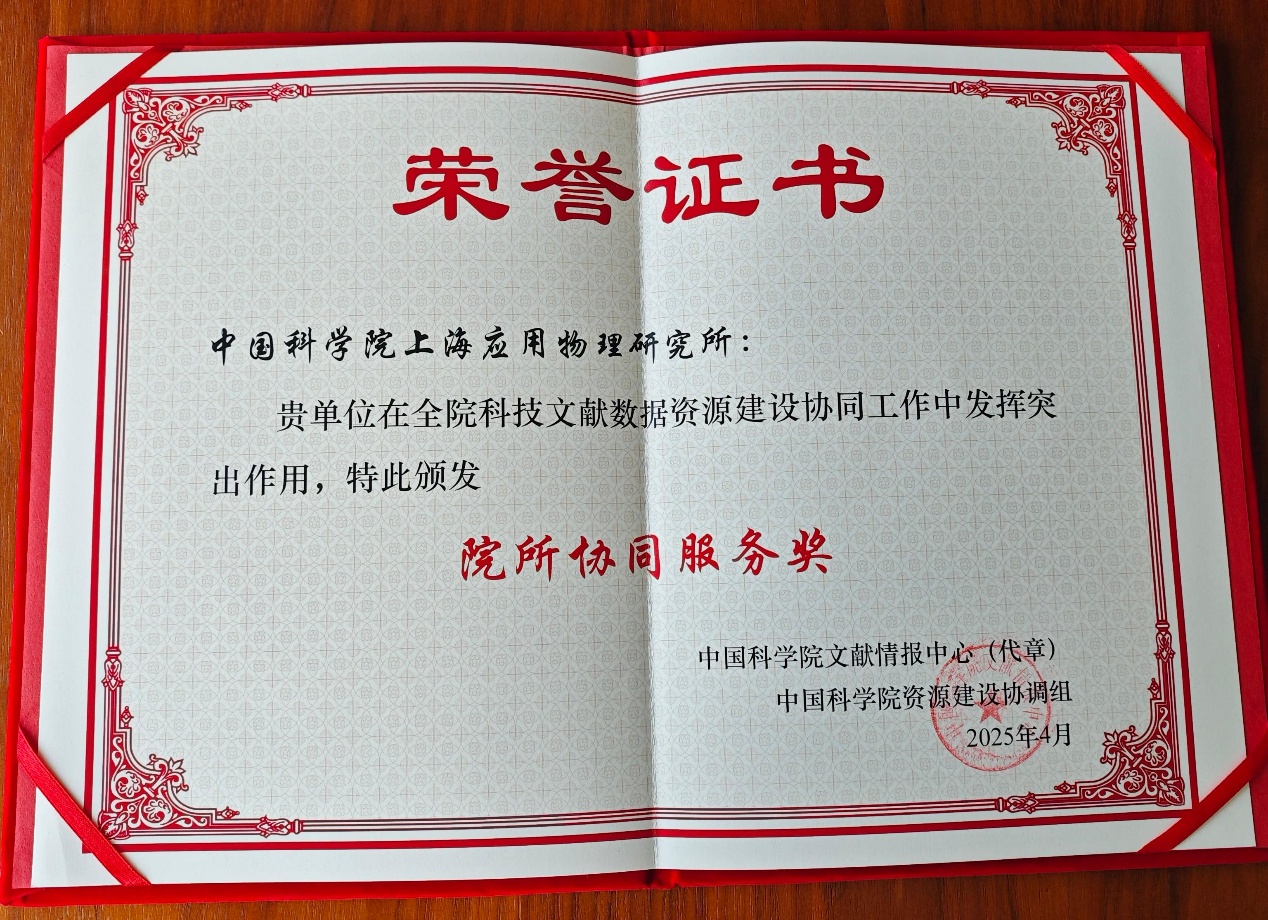 荣誉证书
中国科学院上海应用物理研究所：
贵单位在全院科技文献数据资源建设协同工作中发挥突
出作用，特此颁发
院所协同服务奖
中国科学院文献情报中心（代章）
中国科学院资源建设协调组
2025年4月